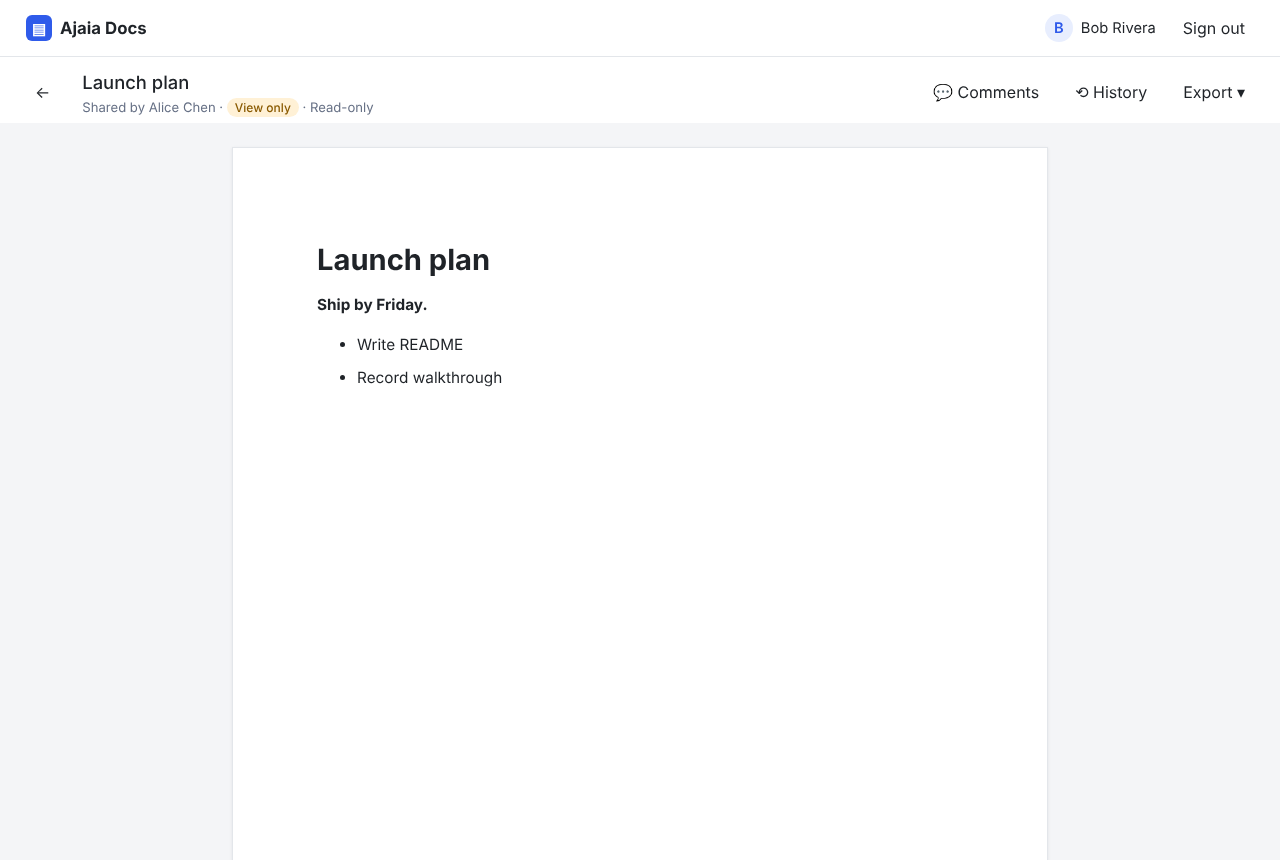 Ajaia Docs
B Bob Rivera Sign out
← Launch plan
Shared by Alice Chen · View only · Read-only
💬 Comments ⟲ History Export ▾
Launch plan
Ship by Friday.
• Write README
• Record walkthrough